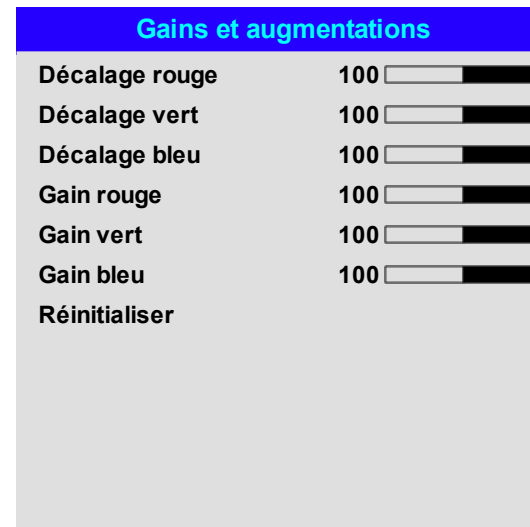 Gains et augmentations
Décalage rouge 100
Décalage vert 100
Décalage bleu 100
Gain rouge 100
Gain vert 100
Gain bleu 100
Réinitialiser